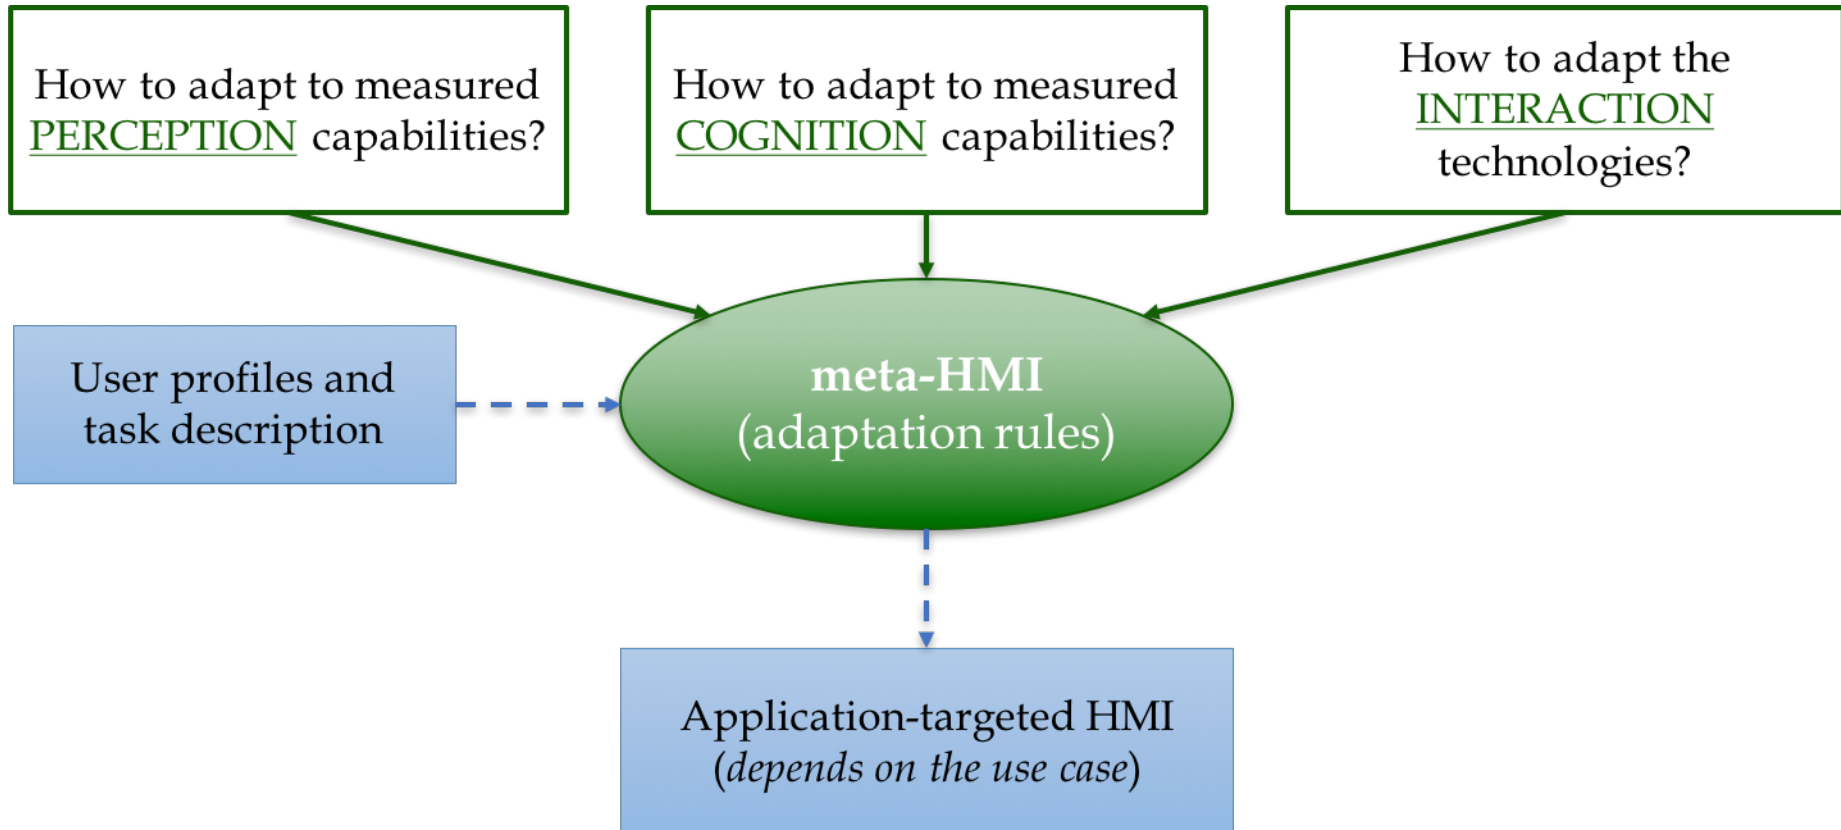 How to adapt to measured
PERCEPTION capabilities?
How to adapt to measured
COGNITION capabilities?
How to adapt the
INTERACTION
technologies?
User profiles and
task description
meta-HMI
(adaptation rules)
Application-targeted HMI
(depends on the use case)